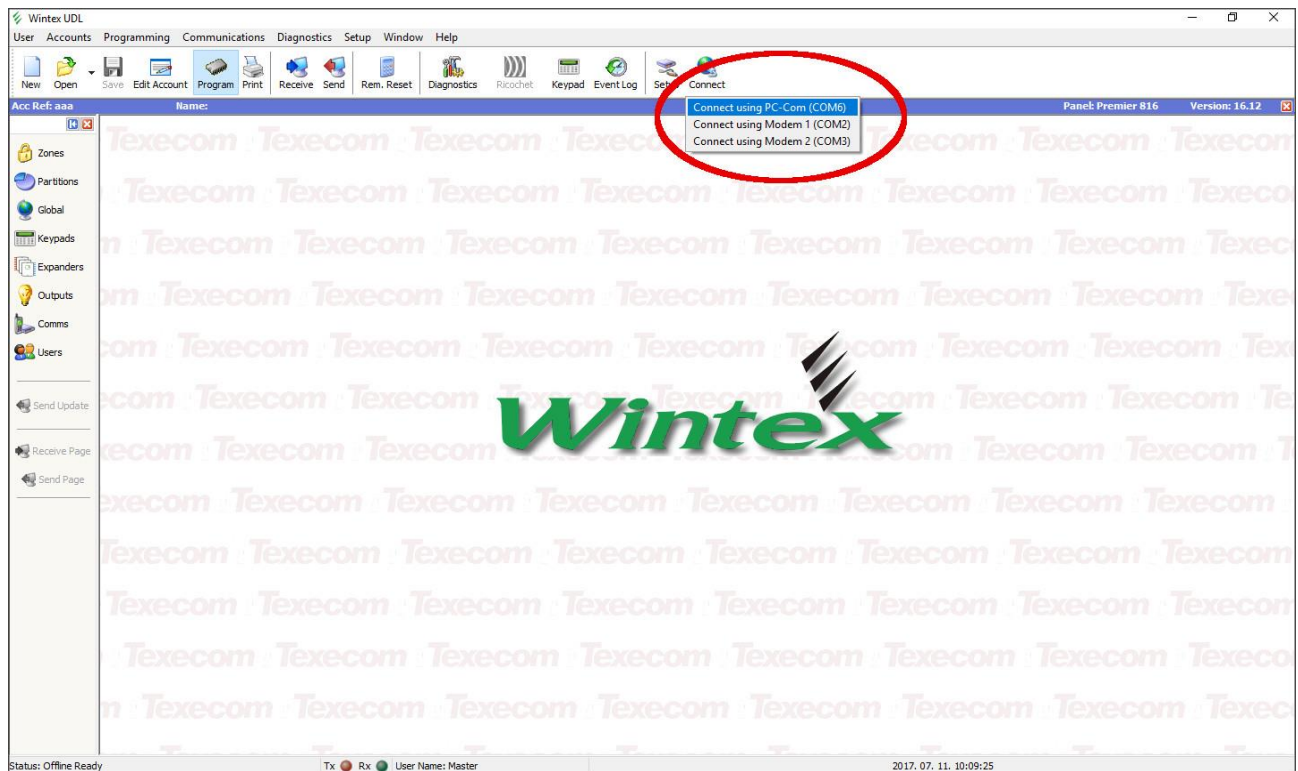 Wintex UDL
User Accounts Programming Communications Diagnostics Setup Window Help
New Open Save Edit Account Program Print Receive Send Rem. Reset Diagnostics Ricochet Keypad Event Log Setup Connect
Acc Ref: aaa Name: Panel: Premier 816 Version: 16.12
Connect using PC-Com (COM6)
Connect using Modem 1 (COM2)
Connect using Modem 2 (COM3)
Zones
Partitions
Global
Keypads
Expanders
Outputs
Comms
Users
Send Update
Receive Page
Send Page
Texecom
Wintex
Status: Offline Ready Tx Rx User Name: Master 2017. 07. 11. 10:09:25